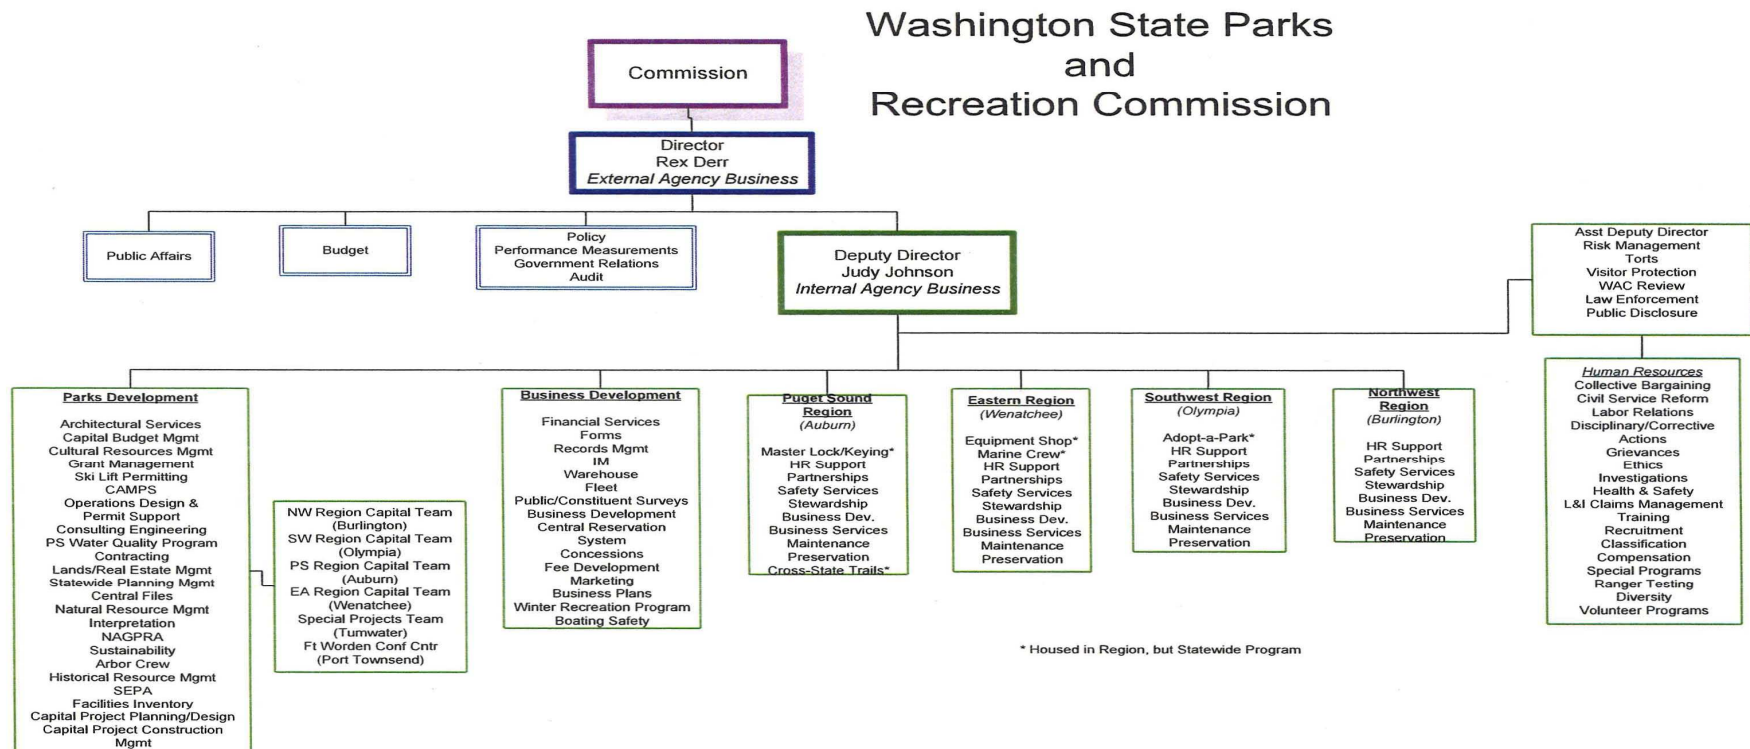 Washington State Parks
and
Recreation Commission
Commission
Director
Rex Derr
External Agency Business
Public Affairs
Budget
Policy
Performance Measurements
Government Relations
Audit
Deputy Director
Judy Johnson
Internal Agency Business
Asst Deputy Director
Risk Management
Torts
Visitor Protection
WAC Review
Law Enforcement
Public Disclosure
Parks Development
Architectural Services
Capital Budget Mgmt
Cultural Resources Mgmt
Grant Management
Ski Lift Permitting
CAMPS
Operations Design &
Permit Support
Consulting Engineering
PS Water Quality Program
Contracting
Lands/Real Estate Mgmt
Statewide Planning Mgmt
Central Files
Natural Resource Mgmt
Interpretation
NAGPRA
Sustainability
Arbor Crew
Historical Resource Mgmt
SEPA
Facilities Inventory
Capital Project Planning/Design
Capital Project Construction
Mgmt
NW Region Capital Team
(Burlington)
SW Region Capital Team
(Olympia)
PS Region Capital Team
(Auburn)
EA Region Capital Team
(Wenatchee)
Special Projects Team
(Tumwater)
Ft Worden Conf Cntr
(Port Townsend)
Business Development
Financial Services
Forms
Records Mgmt
IM
Warehouse
Fleet
Public/Constituent Surveys
Business Development
Central Reservation
System
Concessions
Fee Development
Marketing
Business Plans
Winter Recreation Program
Boating Safety
Puget Sound
Region
(Auburn)
Master Lock/Keying*
HR Support
Partnerships
Safety Services
Stewardship
Business Dev.
Business Services
Maintenance
Preservation
Cross-State Trails*
Eastern Region
(Wenatchee)
Equipment Shop*
Marine Crew*
HR Support
Partnerships
Safety Services
Stewardship
Business Dev.
Business Services
Maintenance
Preservation
Southwest Region
(Olympia)
Adopt-a-Park*
HR Support
Partnerships
Safety Services
Stewardship
Business Dev.
Business Services
Maintenance
Preservation
Northwest
Region
(Burlington)
HR Support
Partnerships
Safety Services
Stewardship
Business Dev.
Business Services
Maintenance
Preservation
Human Resources
Collective Bargaining
Civil Service Reform
Labor Relations
Disciplinary/Corrective
Actions
Grievances
Ethics
Investigations
Health & Safety
L&I Claims Management
Training
Recruitment
Classification
Compensation
Special Programs
Ranger Testing
Diversity
Volunteer Programs
* Housed in Region, but Statewide Program